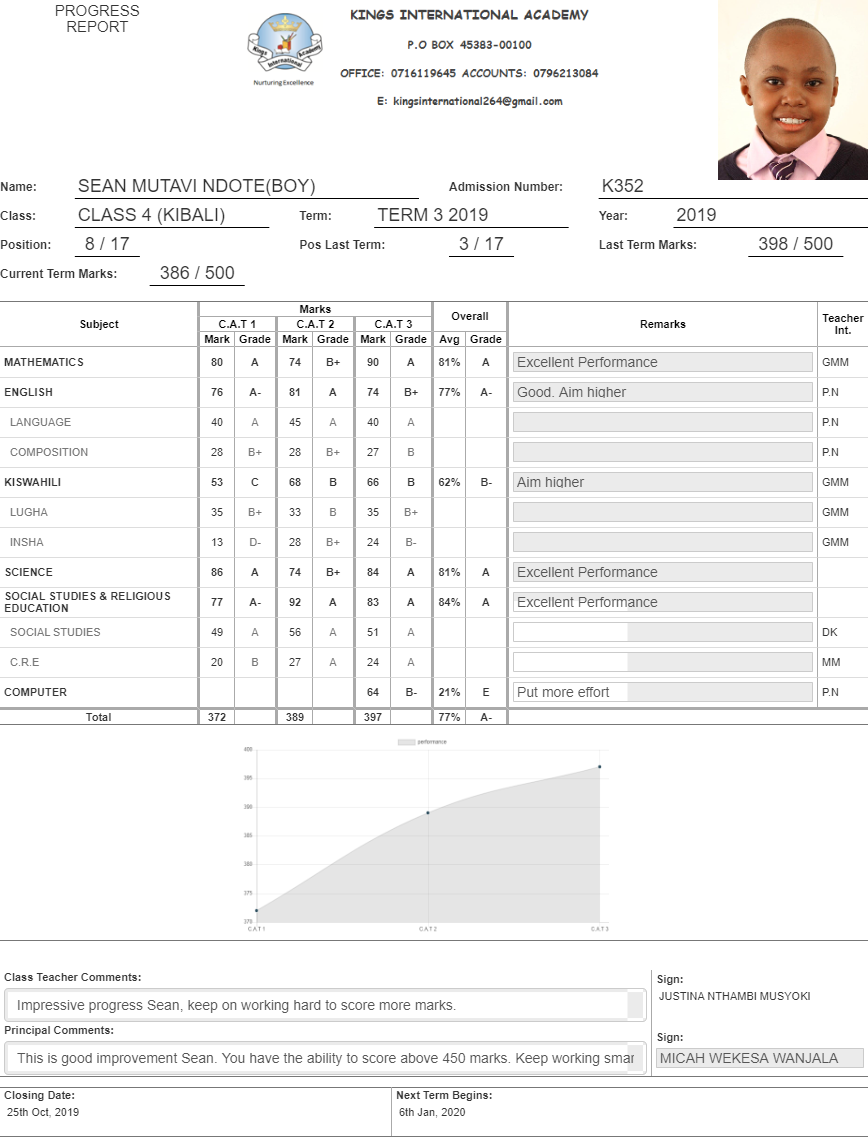 PROGRESS
REPORT
KINGS INTERNATIONAL ACADEMY
P.O BOX 45383-00100
OFFICE: 0716119645 ACCOUNTS: 0796213084
E: kingsinternational264@gmail.com
Kings Academy
International
Nurturing Excellence
Name: SEAN MUTAVI NDOTE(BOY) Admission Number: K352
Class: CLASS 4 (KIBALI) Term: TERM 3 2019 Year: 2019
Position: 8 / 17 Pos Last Term: 3 / 17 Last Term Marks: 398 / 500
Current Term Marks: 386 / 500
Subject Marks Overall Remarks Teacher Int.
C.A.T 1 C.A.T 2 C.A.T 3
Mark Grade Mark Grade Mark Grade Avg Grade
MATHEMATICS 80 A 74 B+ 90 A 81% A Excellent Performance GMM
ENGLISH 76 A- 81 A 74 B+ 77% A- Good. Aim higher P.N
LANGUAGE 40 A 45 A 40 A P.N
COMPOSITION 28 B+ 28 B+ 27 B P.N
KISWAHILI 53 C 68 B 66 B 62% B- Aim higher GMM
LUGHA 35 B+ 33 B 35 B+ GMM
INSHA 13 D- 28 B+ 24 B- GMM
SCIENCE 86 A 74 B+ 84 A 81% A Excellent Performance
SOCIAL STUDIES & RELIGIOUS
EDUCATION 77 A- 92 A 83 A 84% A Excellent Performance
SOCIAL STUDIES 49 A 56 A 51 A DK
C.R.E 20 B 27 A 24 A MM
COMPUTER 64 B- 21% E Put more effort P.N
Total 372 389 397 77% A-
performance
400
395
390
385
380
375
370
C.A.T 1 C.A.T 2 C.A.T 3
Class Teacher Comments:
Impressive progress Sean, keep on working hard to score more marks.
Sign:
JUSTINA NTHAMBI MUSYOKI
Principal Comments:
This is good improvement Sean. You have the ability to score above 450 marks. Keep working smar
Sign:
MICAH WEKESA WANJALA
Closing Date: Next Term Begins:
25th Oct, 2019 6th Jan, 2020